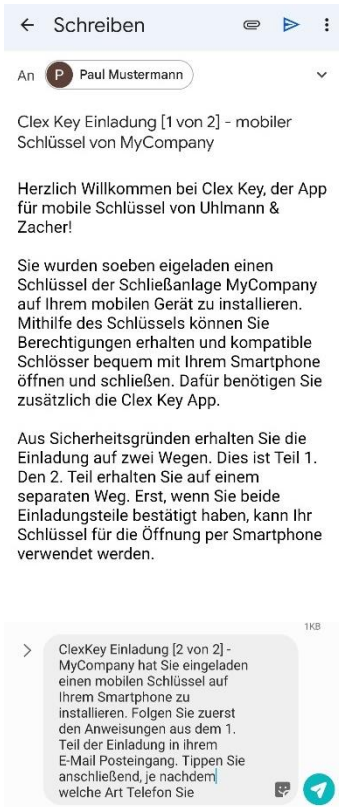 Schreiben
An P Paul Mustermann
Clex Key Einladung [1 von 2] - mobiler
Schlüssel von MyCompany
Herzlich Willkommen bei Clex Key, der App
für mobile Schlüssel von Uhlmann &
Zacher!
Sie wurden soeben eigeladen einen
Schlüssel der Schließanlage MyCompany
auf Ihrem mobilen Gerät zu installieren.
Mithilfe des Schlüssels können Sie
Berechtigungen erhalten und kompatible
Schlösser bequem mit Ihrem Smartphone
öffnen und schließen. Dafür benötigen Sie
zusätzlich die Clex Key App.
Aus Sicherheitsgründen erhalten Sie die
Einladung auf zwei Wegen. Dies ist Teil 1.
Den 2. Teil erhalten Sie auf einem
separaten Weg. Erst, wenn Sie beide
Einladungsteile bestätigt haben, kann Ihr
Schlüssel für die Öffnung per Smartphone
verwendet werden.
1KB
ClexKey Einladung [2 von 2] -
MyCompany hat Sie eingeladen
einen mobilen Schlüssel auf
Ihrem Smartphone zu
installieren. Folgen Sie zuerst
den Anweisungen aus dem 1.
Teil der Einladung in ihrem
E-Mail Posteingang. Tippen Sie
anschließend, je nachdem
welche Art Telefon Sie